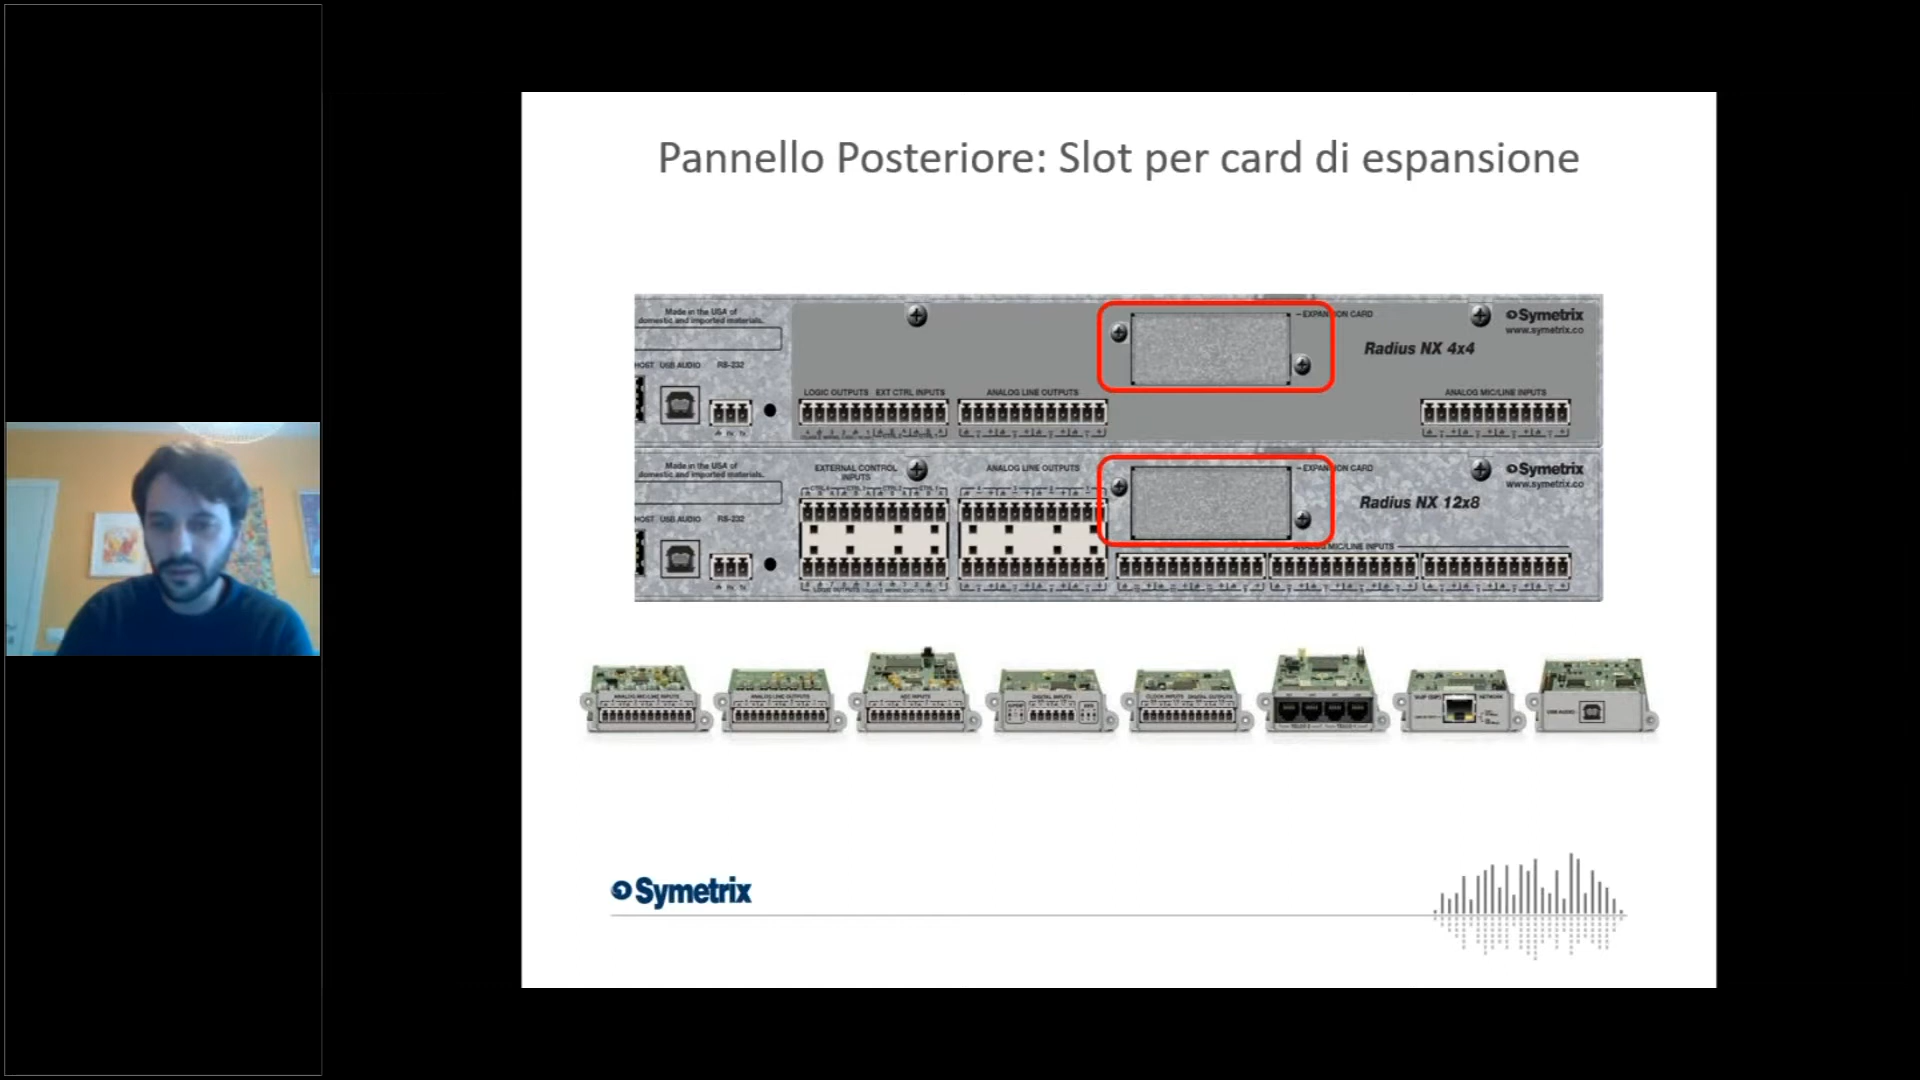 Pannello Posteriore: Slot per card di espansione
Made in the USA of
domestic and imported materials.
EXPANSION CARD
Symetrix
www.symetrix.co
Radius NX 4x4
HOST USB AUDIO RS-232
LOGIC OUTPUTS EXT CTRL INPUTS
ANALOG LINE OUTPUTS
ANALOG MIC/LINE INPUTS
Made in the USA of
domestic and imported materials.
EXTERNAL CONTROL
INPUTS
ANALOG LINE OUTPUTS
EXPANSION CARD
Symetrix
www.symetrix.co
Radius NX 12x8
HOST USB AUDIO RS-232
ANALOG MIC/LINE INPUTS
LOGIC OUTPUTS
ANALOG MIC/LINE INPUTS
ANALOG LINE OUTPUTS
AEC INPUTS
DIGITAL INPUTS
DIGITAL OUTPUTS
NETWORK
USB AUDIO
Symetrix